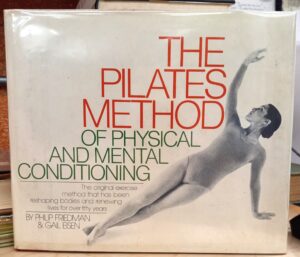 THE
PILATES
METHOD
OF PHYSICAL
AND MENTAL
CONDITIONING
The original exercise
method that has been
reshaping bodies and renewing
lives for over fifty years
BY PHILIP FRIEDMAN
& GAIL EISEN